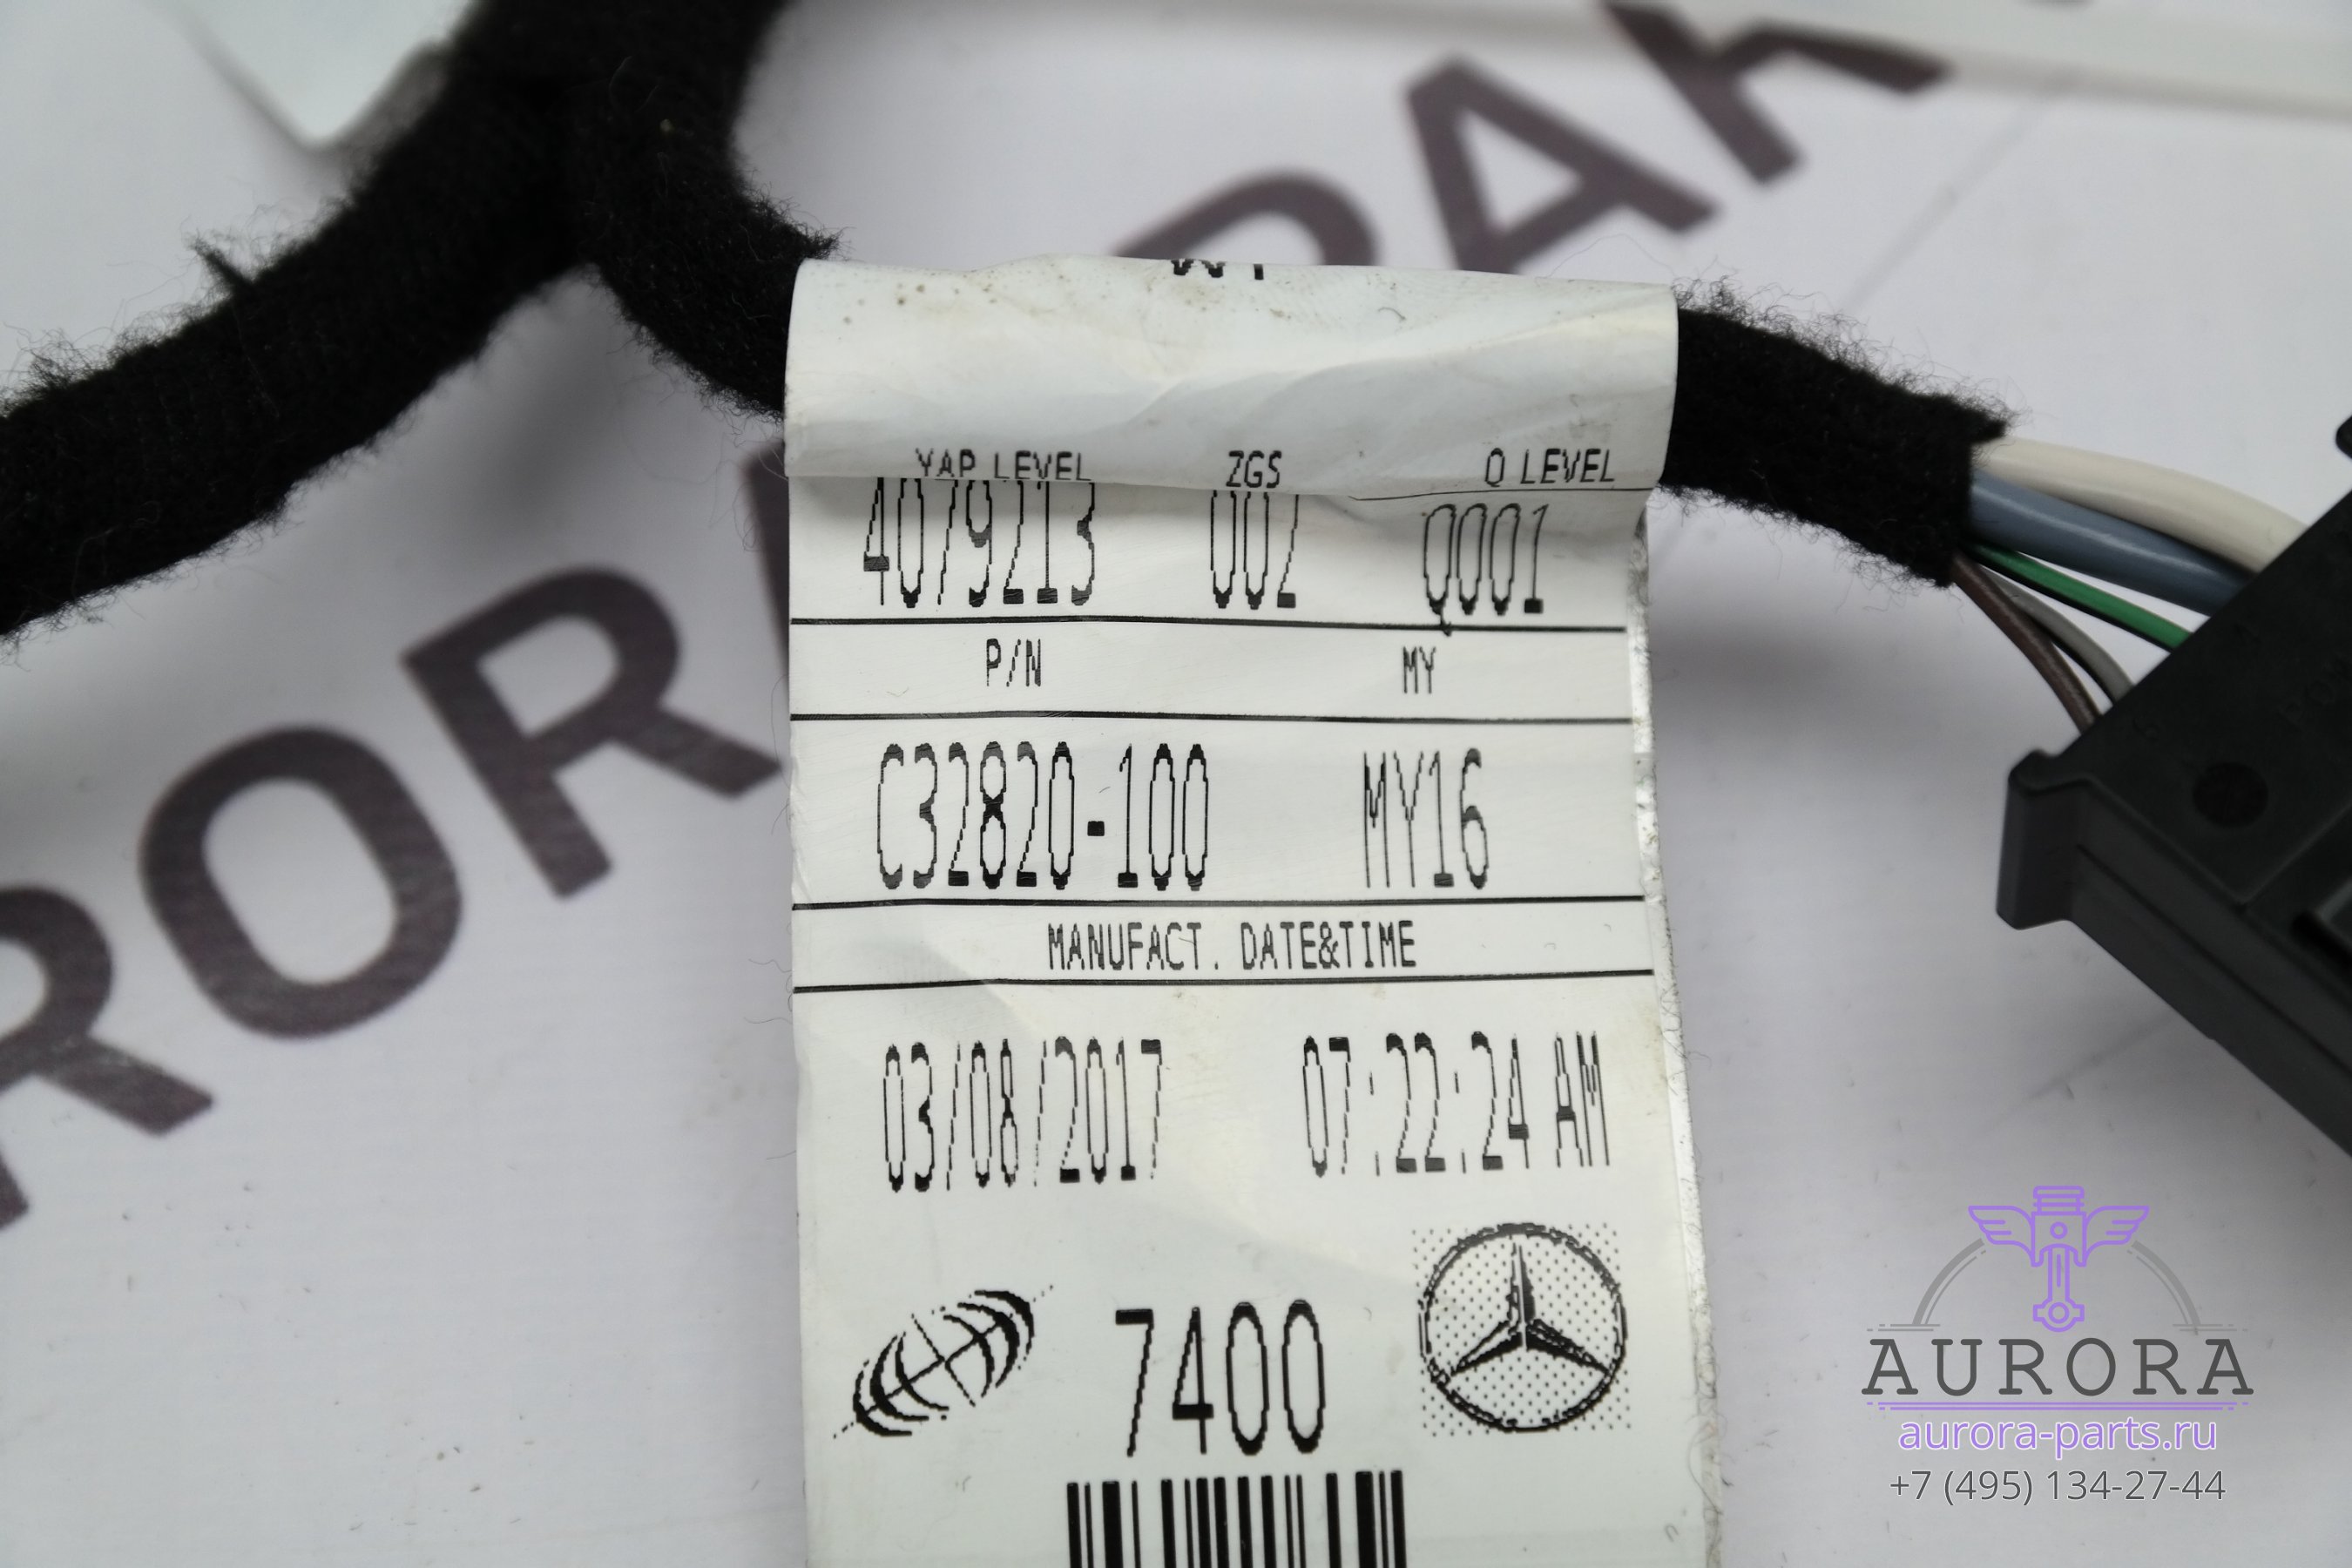 YAP LEVEL ZGS Q LEVEL
4079213 002 Q001
P/N MY
C32820-100 MY16
MANUFACT. DATE&TIME
03/08/2017 07:22:24 AM
7400
AURORA
aurora-parts.ru
+7 (495) 134-27-44